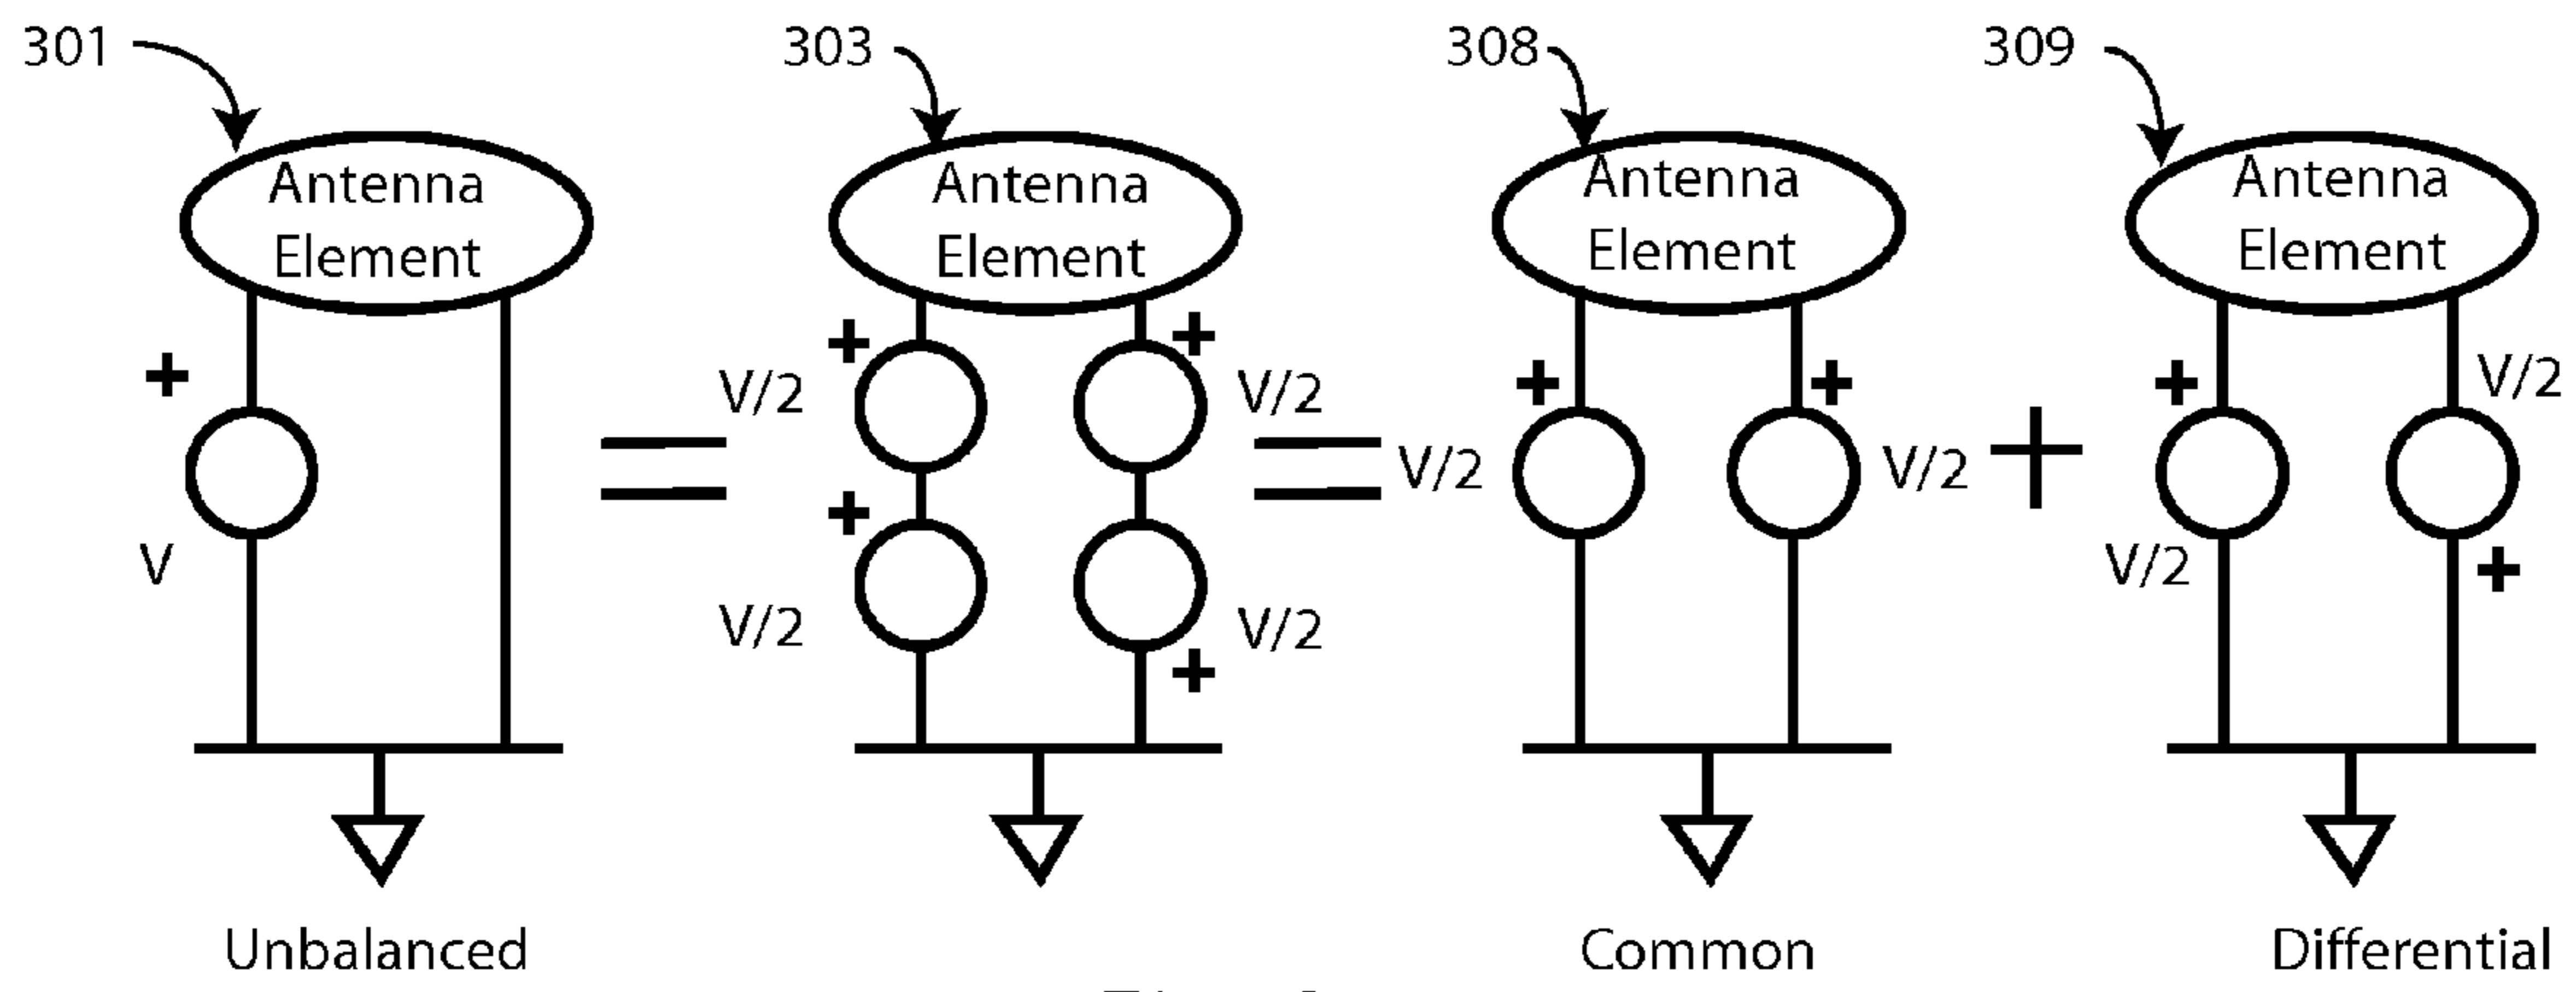 301
303
308
309
Antenna
Element
Antenna
Element
Antenna
Element
Antenna
Element
+
V
=
+
V/2
+
V/2
+
V/2
V/2
+
=
+
V/2
+
V/2
+
+
V/2
V/2
+
Unbalanced
Common
Differential